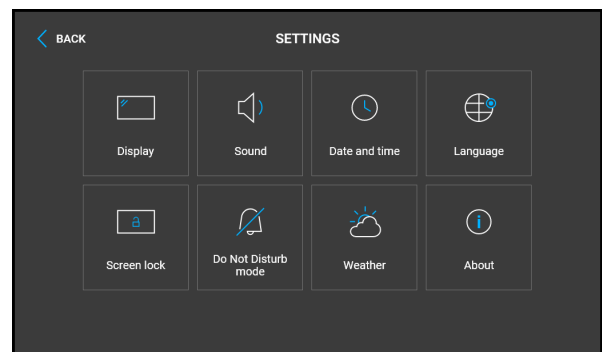 BACK
SETTINGS
Display
Sound
Date and time
Language
Screen lock
Do Not Disturb
mode
Weather
About